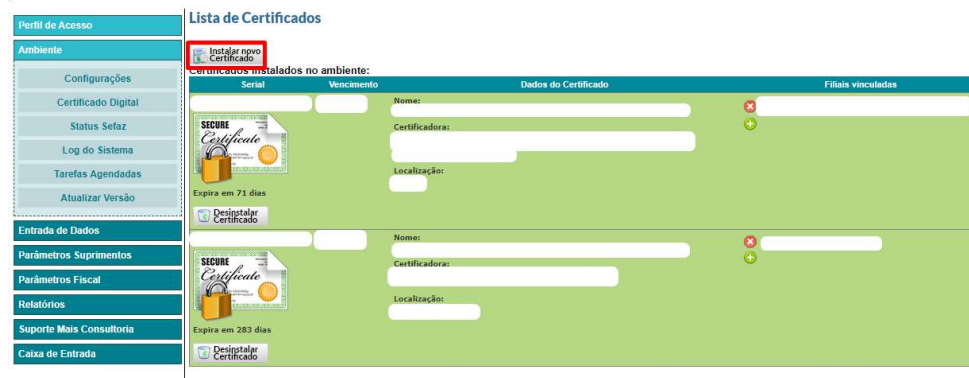 Perfil de Acesso
Ambiente
Configurações
Certificado Digital
Status Sefaz
Log do Sistema
Tarefas Agendadas
Atualizar Versão
Entrada de Dados
Parâmetros Suprimentos
Parâmetros Fiscal
Relatórios
Suporte Mais Consultoria
Caixa de Entrada
Lista de Certificados
Instalar novo
Certificado
Certificados instalados no ambiente:
Serial Vencimento Dados do Certificado Filiais vinculadas
Nome:
SECURE
Certificate
Certificadora:
Localização:
Expira em 71 dias
Desinstalar
Certificado
Nome:
SECURE
Certificate
Certificadora:
Localização:
Expira em 283 dias
Desinstalar
Certificado